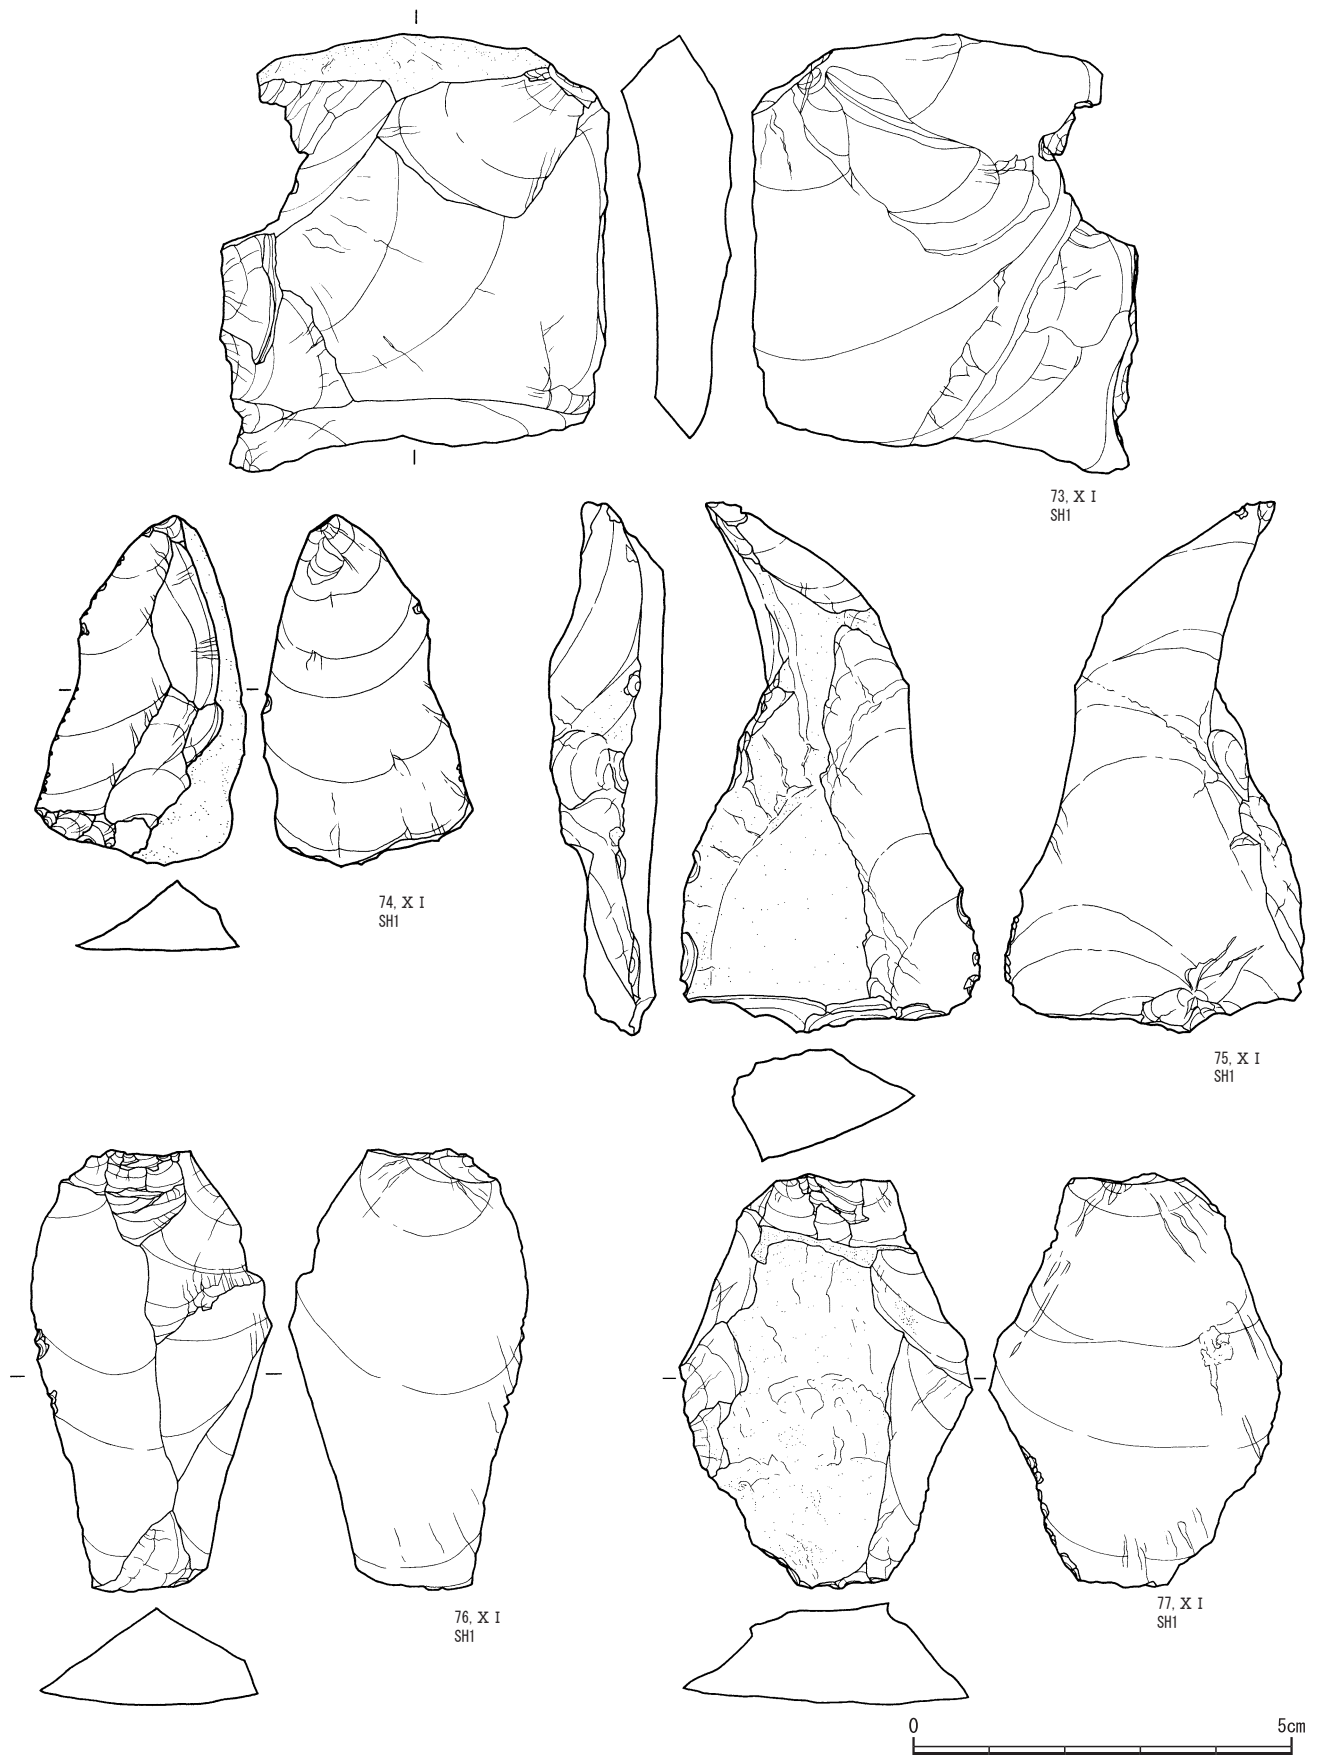 73, X I
SH1
74, X I
SH1
75, X I
SH1
76, X I
SH1
77, X I
SH1
0 5cm